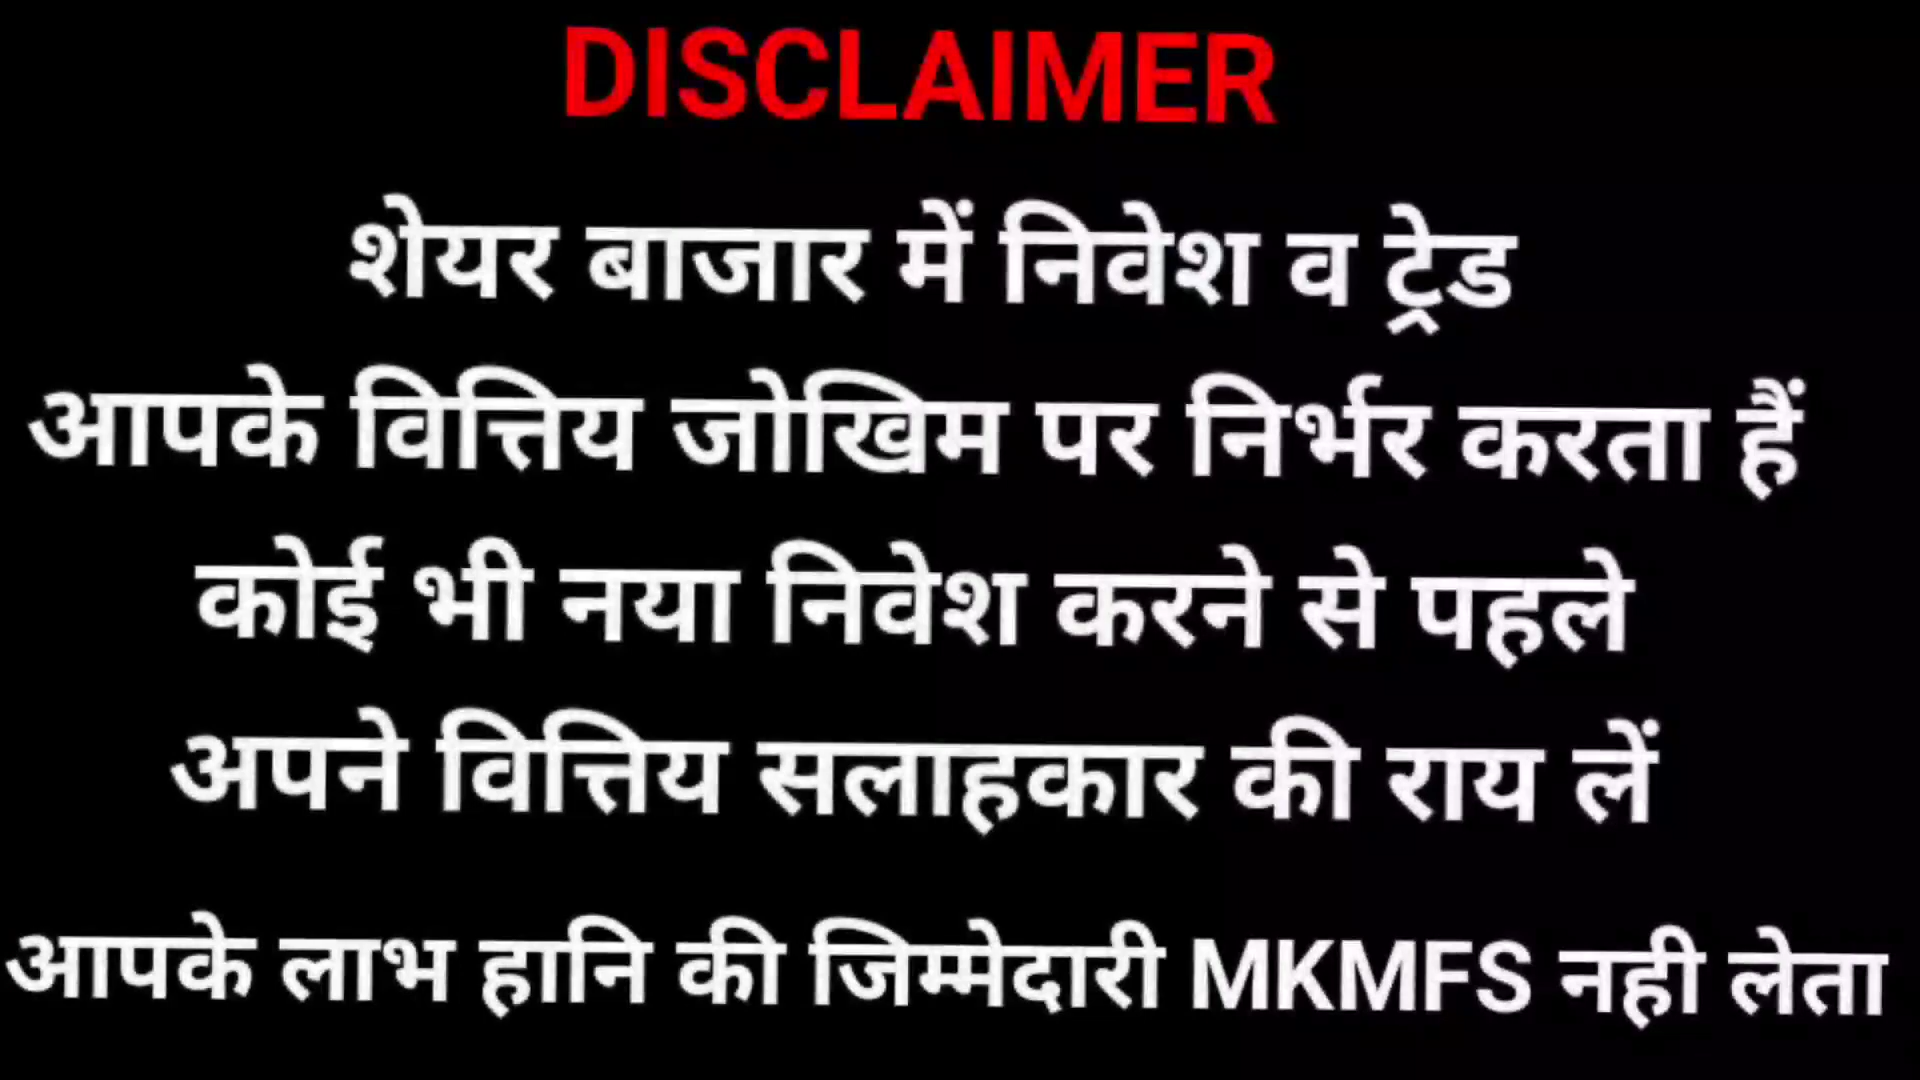 DISCLAIMER
शेयर बाजार में निवेश व ट्रेड
आपके वित्तिय जोखिम पर निर्भर करता हैं
कोई भी नया निवेश करने से पहले
अपने वित्तिय सलाहकार की राय लें
आपके लाभ हानि की जिम्मेदारी MKMFS नही लेता